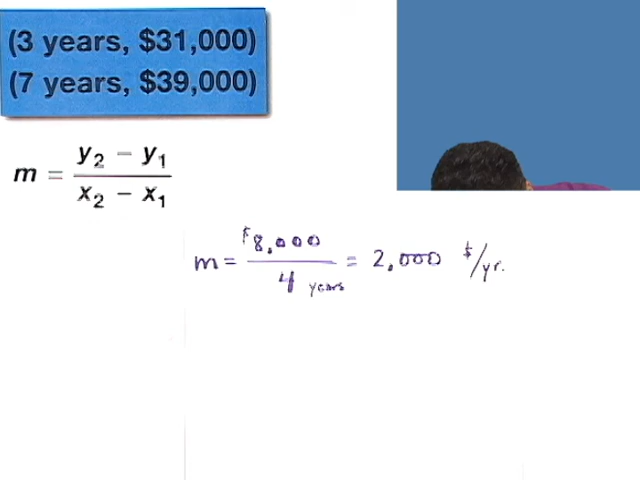 (3 years, $31,000)
(7 years, $39,000)
m = y₂ − y₁ / x₂ − x₁
m = $8,000 / 4 years = 2,000 $/yr.